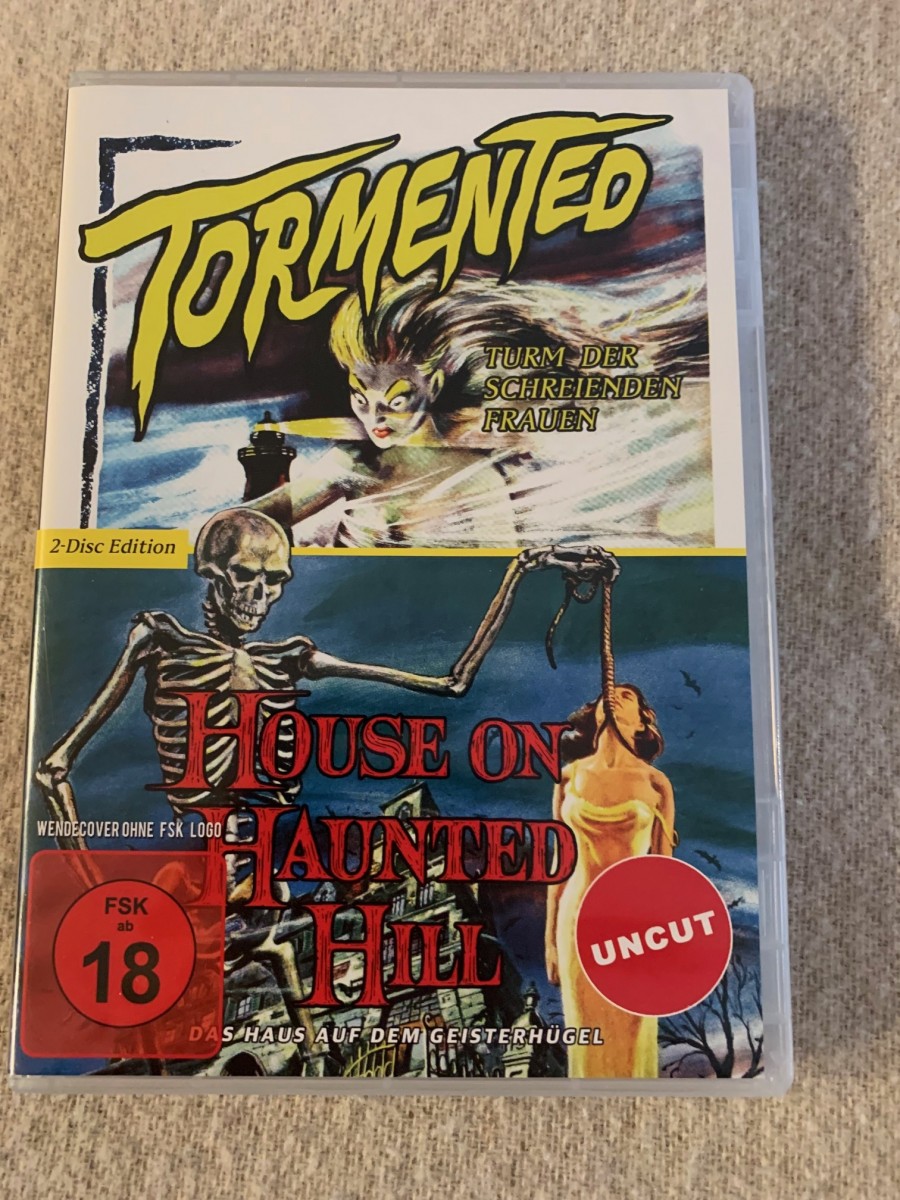 TORMENTED
TURM DER
SCHREIENDEN
FRAUEN
2-Disc Edition
HOUSE ON
HAUNTED
HILL
WENDECOVER OHNE FSK LOGO
FSK
ab
18
UNCUT
DAS HAUS AUF DEM GEISTERHÜGEL